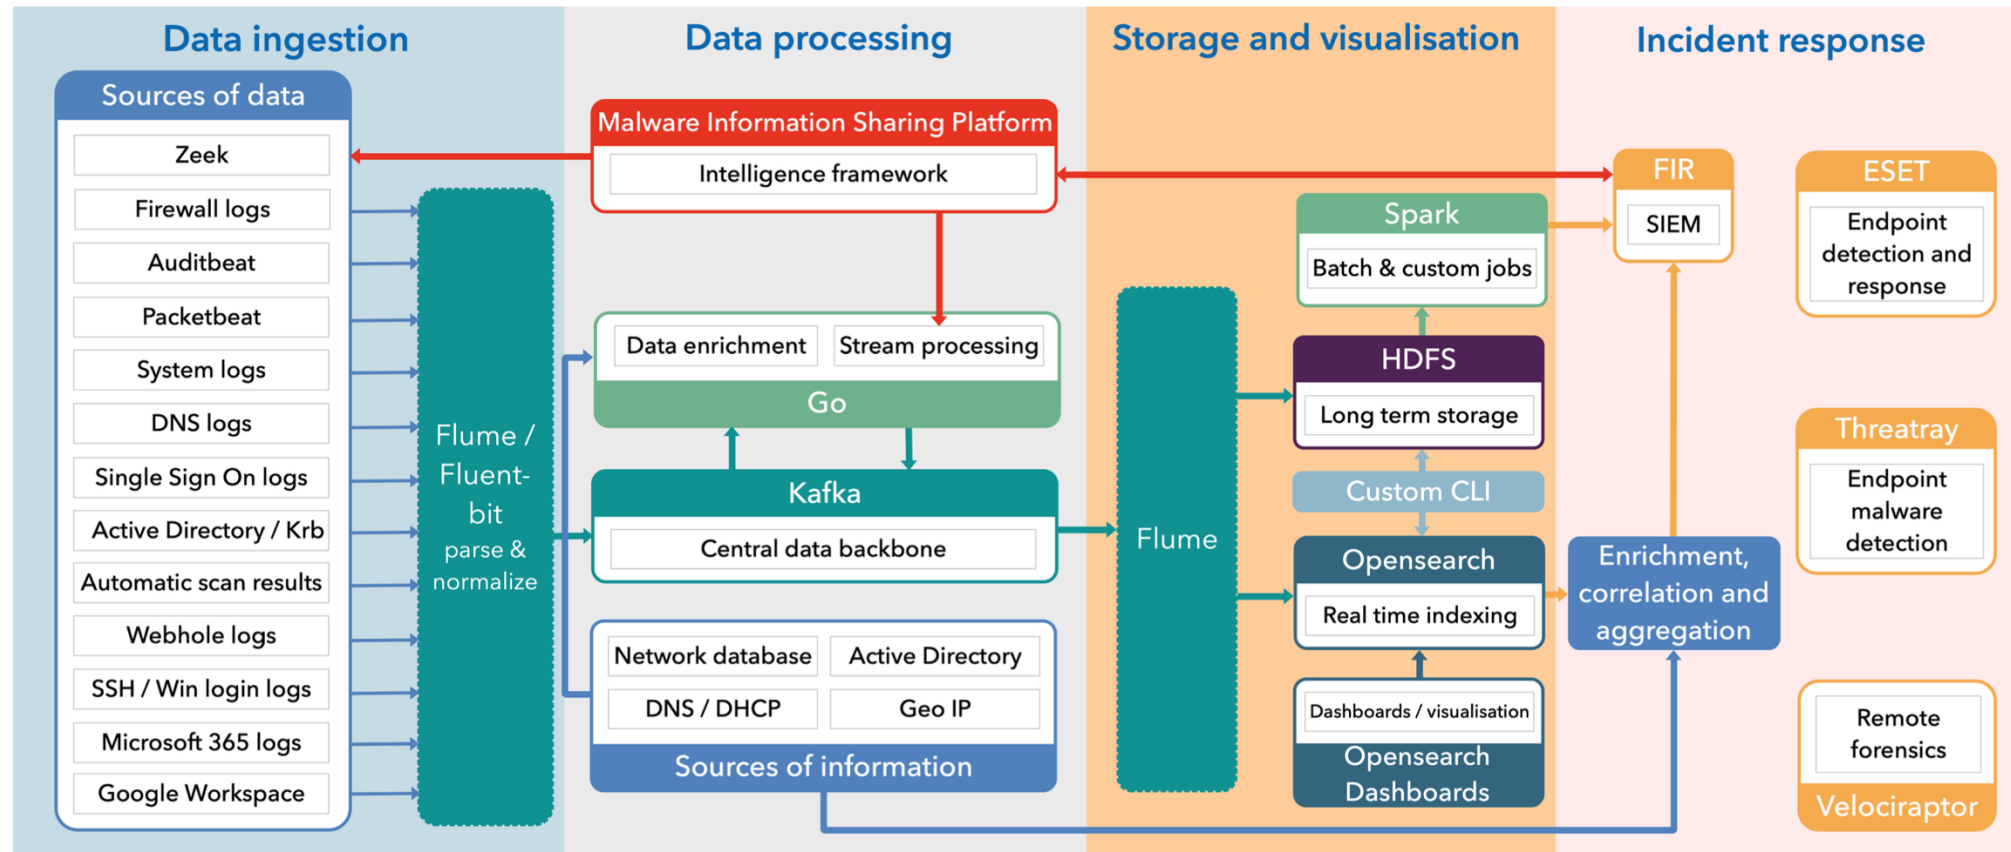 Data ingestion
Sources of data
Zeek
Firewall logs
Auditbeat
Packetbeat
System logs
DNS logs
Single Sign On logs
Active Directory / Krb
Automatic scan results
Webhole logs
SSH / Win login logs
Microsoft 365 logs
Google Workspace
Flume /
Fluent-
bit
parse &
normalize
Data processing
Malware Information Sharing Platform
Intelligence framework
Data enrichment
Stream processing
Go
Kafka
Central data backbone
Network database
Active Directory
DNS / DHCP
Geo IP
Sources of information
Storage and visualisation
Flume
Spark
Batch & custom jobs
HDFS
Long term storage
Custom CLI
Opensearch
Real time indexing
Dashboards / visualisation
Opensearch
Dashboards
Incident response
FIR
SIEM
Enrichment,
correlation and
aggregation
ESET
Endpoint
detection and
response
Threatray
Endpoint
malware
detection
Remote
forensics
Velociraptor